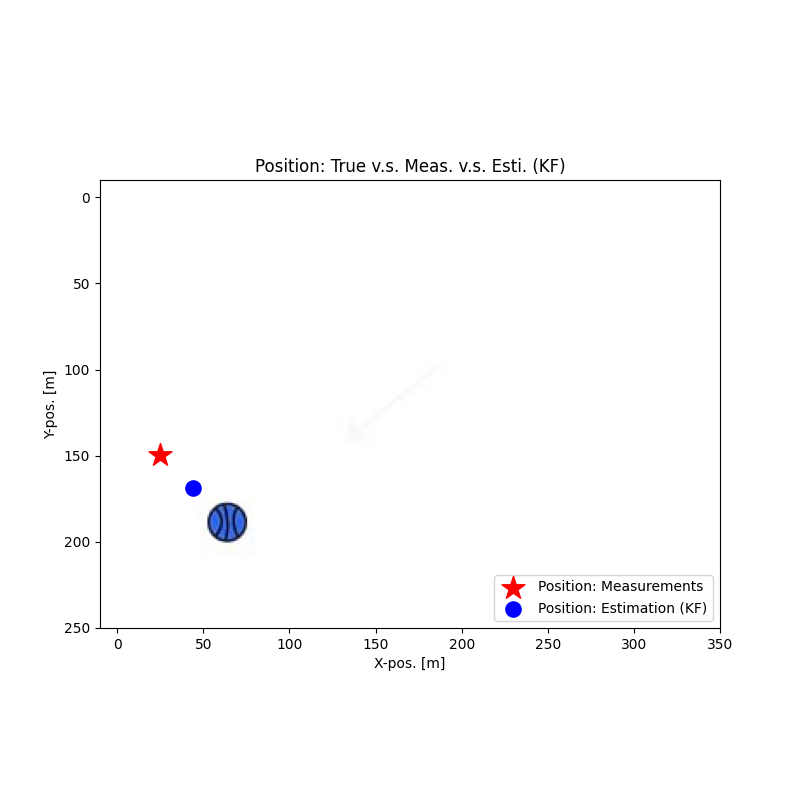 Position: True v.s. Meas. v.s. Esti. (KF)
0
50
100
150
200
250
Y-pos. [m]
0
50
100
150
200
250
300
350
X-pos. [m]
Position: Measurements
Position: Estimation (KF)